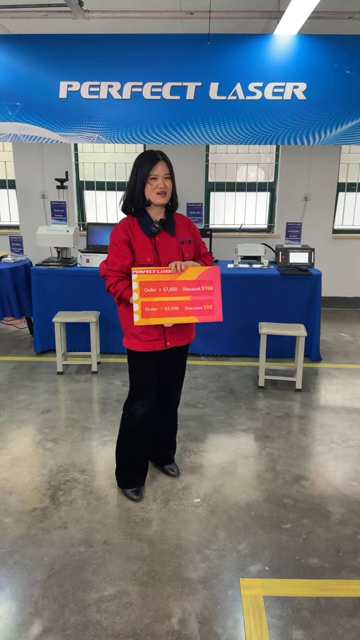 PERFECT LASER
PERFECT LASER
Order > $7,000 Discount $100
Order > $3,000 Discount $50